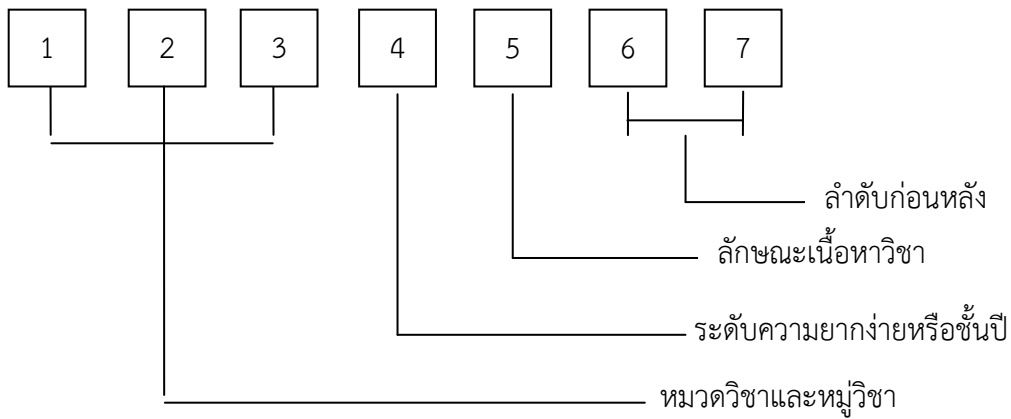 1 2 3 4 5 6 7
ลำดับก่อนหลัง
ลักษณะเนื้อหาวิชา
ระดับความยากง่ายหรือชั้นปี
หมวดวิชาและหมู่วิชา